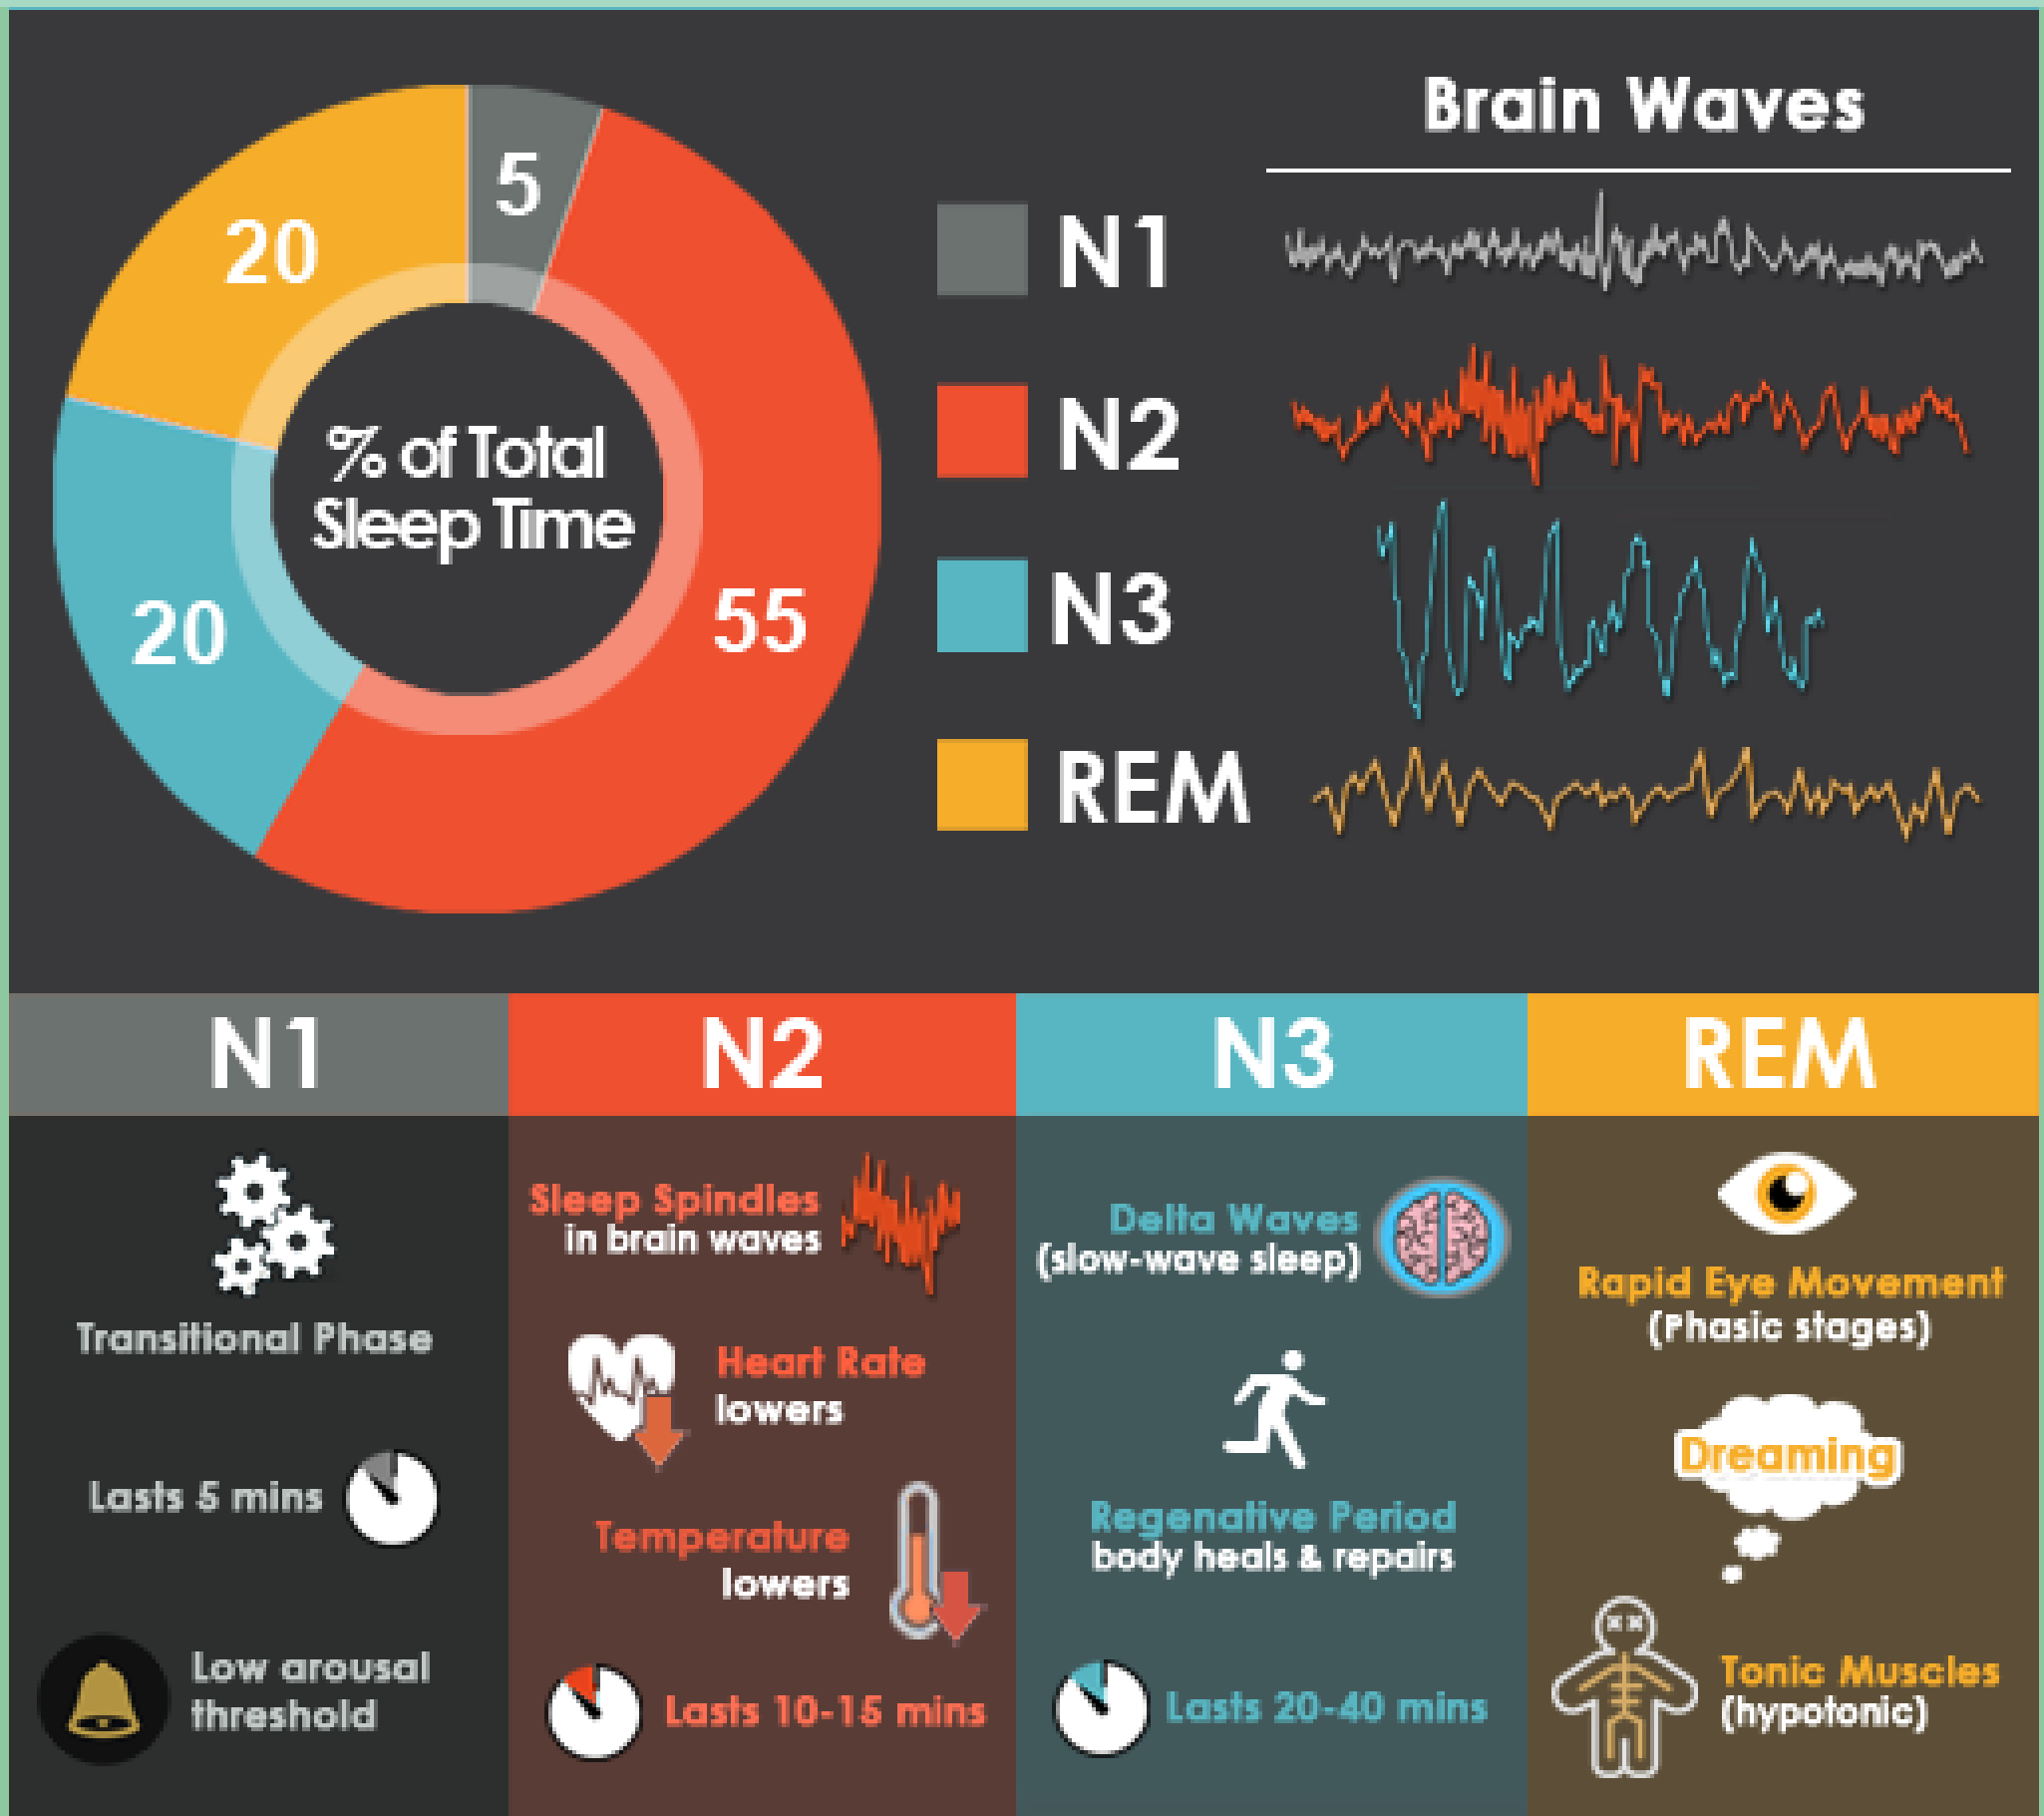 Brain Waves
5
20
20
55
% of Total
Sleep Time
N1
N2
N3
REM
N1
Transitional Phase
Lasts 5 mins
Low arousal
threshold
N2
Sleep Spindles
in brain waves
Heart Rate
lowers
Temperature
lowers
Lasts 10-15 mins
N3
Delta Waves
(slow-wave sleep)
Regenative Period
body heals & repairs
Lasts 20-40 mins
REM
Rapid Eye Movement
(Phasic stages)
Dreaming
Tonic Muscles
(hypotonic)